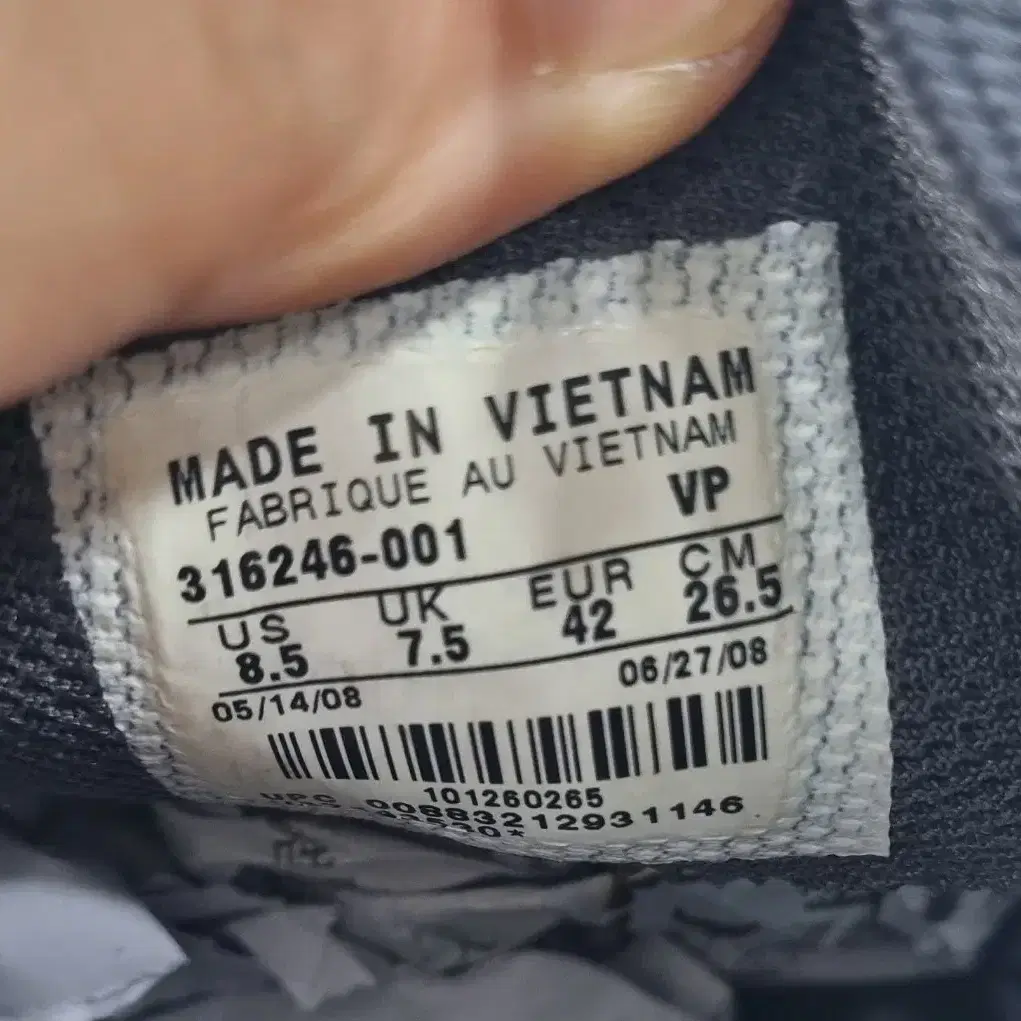 MADE IN VIETNAM
FABRIQUE AU VIETNAM
316246-001 VP
US UK EUR CM
8.5 7.5 42 26.5
05/14/08 06/27/08
101260265
UPC 00883212931146